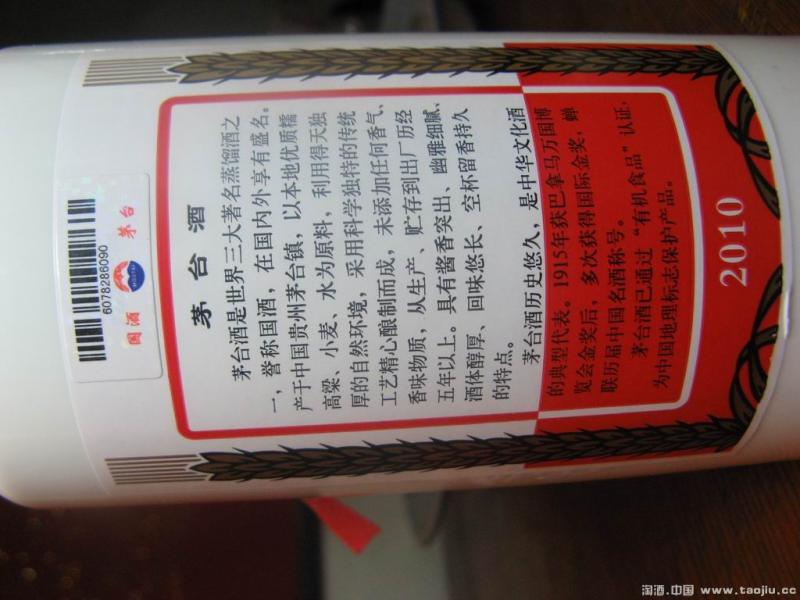 6078286090
国酒 茅台
MOUTAI
茅台酒
茅台酒是世界三大著名蒸馏酒之
一，誉称国酒，在国内外享有盛名。
产于中国贵州茅台镇，以本地优质糯
高粱、小麦、水为原料，利用得天独
厚的自然环境，采用科学独特的传统
工艺精心酿制而成，未添加任何香气、
香味物质，从生产、贮存到出厂历经
五年以上。具有酱香突出、幽雅细腻、
酒体醇厚、回味悠长、空杯留香持久
的特点。
茅台酒历史悠久，是中华文化酒
的典型代表。1915年获巴拿马万国博
览会金奖后，多次获得国际金奖，蝉
联历届中国名酒称号。
茅台酒已通过“有机食品”认证，
为中国地理标志保护产品。
2010
淘酒.中国 www.taojiu.cc